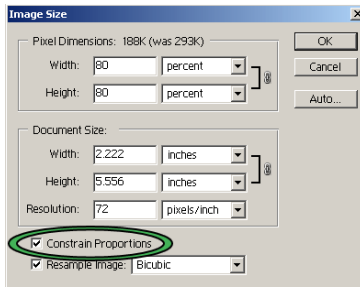 Image Size
Pixel Dimensions: 188K (was 293K)
Width: 80 percent
Height: 80 percent
Document Size:
Width: 2.222 inches
Height: 5.556 inches
Resolution: 72 pixels/inch
Constrain Proportions
Resample Image: Bicubic
OK
Cancel
Auto...